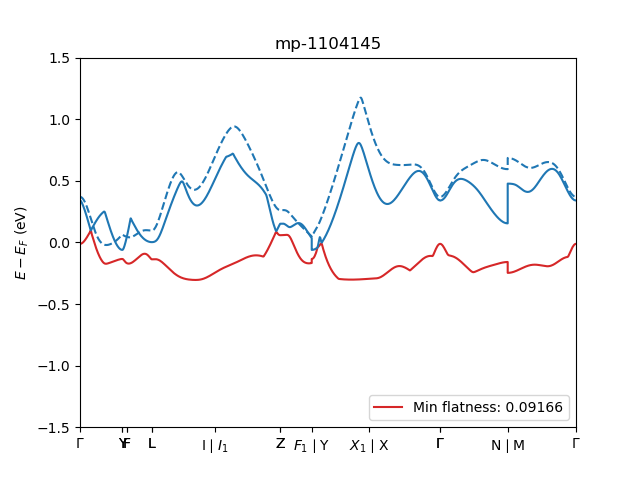 mp-1104145
1.5
1.0
0.5
0.0
−0.5
−1.0
−1.5
E − E_F (eV)
Min flatness: 0.09166
Γ Y F L I | I₁ Z F₁ | Y X₁ | X Γ N | M Γ